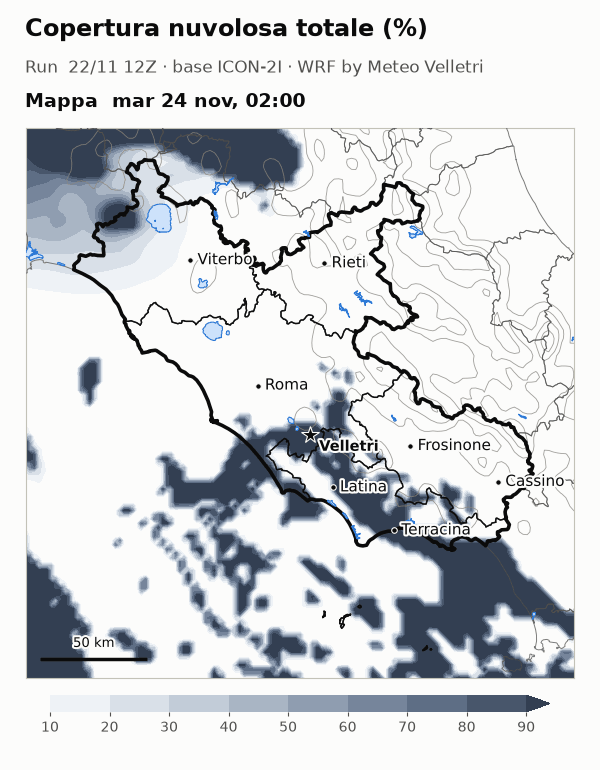 Copertura nuvolosa totale (%)
Run 22/11 12Z · base ICON-2I · WRF by Meteo Velletri
Mappa mar 24 nov, 02:00
Viterbo
Rieti
Roma
Velletri
Frosinone
Latina
Cassino
Terracina
50 km
10 20 30 40 50 60 70 80 90